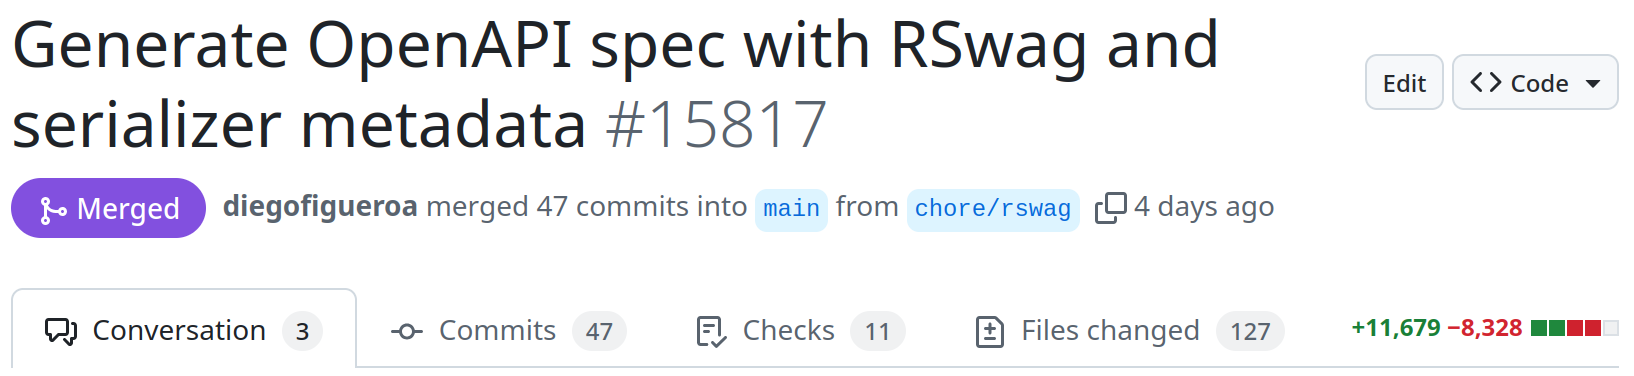 Generate OpenAPI spec with RSwag and
serializer metadata #15817
Edit
Code
Merged
diegofigueroa merged 47 commits into main from chore/rswag 4 days ago
Conversation 3
Commits 47
Checks 11
Files changed 127
+11,679 −8,328